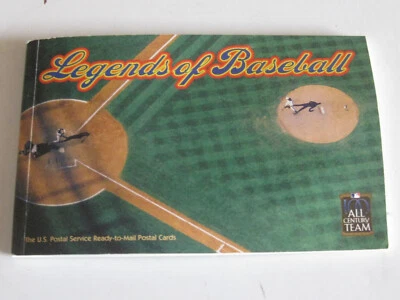 Legends of Baseball
ALL
CENTURY
TEAM
The U.S. Postal Service Ready-to-Mail Postal Cards